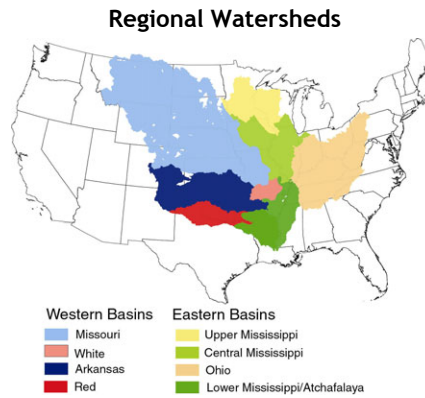 Regional Watersheds
Western Basins
Missouri
White
Arkansas
Red
Eastern Basins
Upper Mississippi
Central Mississippi
Ohio
Lower Mississippi/Atchafalaya